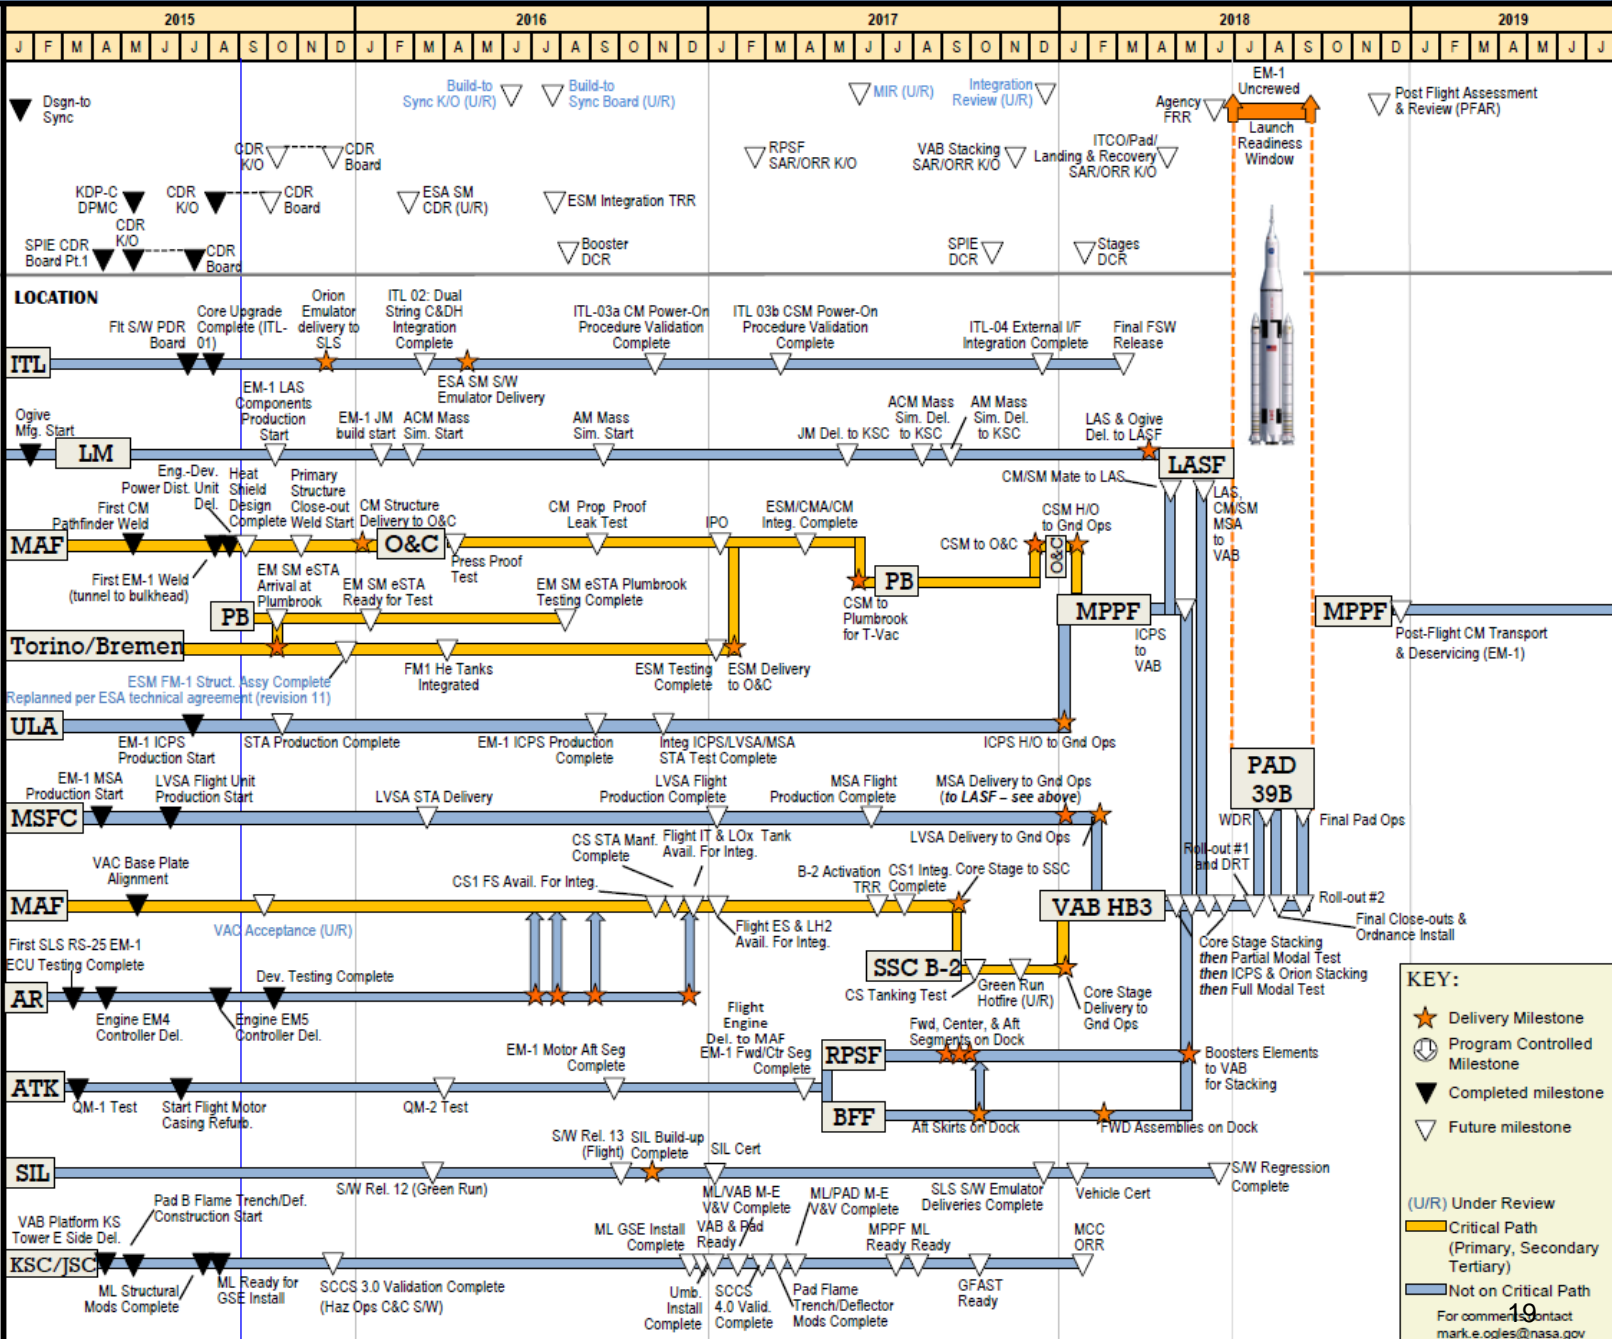 2015 2016 2017 2018 2019
J F M A M J J A S O N D J F M A M J J A S O N D J F M A M J J A S O N D J F M A M J J A S O N D J F M A M J J
Dsgn-to
Sync
Build-to
Sync K/O (U/R)
Build-to
Sync Board (U/R)
MIR (U/R)
Integration
Review (U/R)
Agency
FRR
EM-1
Uncrewed
Launch
Readiness
Window
Post Flight Assessment
& Review (PFAR)
CDR
K/O
CDR
Board
RPSF
SAR/ORR K/O
VAB Stacking
SAR/ORR K/O
ITCO/Pad/
Landing & Recovery
SAR/ORR K/O
KDP-C
DPMC
CDR
K/O
CDR
Board
ESA SM
CDR (U/R)
ESM Integration TRR
SPIE CDR
Board Pt.1
CDR
K/O
CDR
Board
Booster
DCR
SPIE
DCR
Stages
DCR
LOCATION
ITL
Flt S/W PDR
Board
Core Upgrade
Complete (ITL-
01)
Orion
Emulator
delivery to
SLS
ITL 02: Dual
String C&DH
Integration
Complete
ESA SM S/W
Emulator Delivery
ITL-03a CM Power-On
Procedure Validation
Complete
ITL 03b CSM Power-On
Procedure Validation
Complete
ITL-04 External I/F
Integration Complete
Final FSW
Release
Ogive
Mfg. Start
LM
EM-1 LAS
Components
Production
Start
EM-1 JM
build start
ACM Mass
Sim. Start
AM Mass
Sim. Start
JM Del. to KSC
ACM Mass
Sim. Del.
to KSC
AM Mass
Sim. Del.
to KSC
LAS & Ogive
Del. to LASF
LASF
CM/SM Mate to LAS
LAS,
CM/SM
MSA
to
VAB
MAF
First CM
Pathfinder Weld
Eng.-Dev.
Power Dist. Unit
Del.
Heat
Shield
Design
Complete
Primary
Structure
Close-out
Weld Start
CM Structure
Delivery to O&C
O&C
Press Proof
Test
CM Prop Proof
Leak Test
IPO
ESM/CMA/CM
Integ. Complete
CSM to O&C
CSM H/O
to Gnd Ops
O&C
First EM-1 Weld
(tunnel to bulkhead)
PB
EM SM eSTA
Arrival at
Plumbrook
EM SM eSTA
Ready for Test
EM SM eSTA Plumbrook
Testing Complete
PB
CSM to
Plumbrook
for T-Vac
MPPF
ICPS
to
VAB
MPPF
Post-Flight CM Transport
& Deservicing (EM-1)
Torino/Bremen
ESM FM-1 Struct. Assy Complete
Replanned per ESA technical agreement (revision 11)
FM1 He Tanks
Integrated
ESM Testing
Complete
ESM Delivery
to O&C
ULA
EM-1 ICPS
Production Start
STA Production Complete
EM-1 ICPS Production
Complete
Integ ICPS/LVSA/MSA
STA Test Complete
ICPS H/O to Gnd Ops
MSFC
EM-1 MSA
Production Start
LVSA Flight Unit
Production Start
LVSA STA Delivery
LVSA Flight
Production Complete
MSA Flight
Production Complete
MSA Delivery to Gnd Ops
(to LASF – see above)
LVSA Delivery to Gnd Ops
PAD
39B
WDR
Final Pad Ops
Roll-out #1
and DRT
Roll-out #2
Final Close-outs &
Ordnance Install
MAF
VAC Base Plate
Alignment
VAC Acceptance (U/R)
CS1 FS Avail. For Integ.
CS STA Manf.
Complete
Flight IT & LOx Tank
Avail. For Integ.
Flight ES & LH2
Avail. For Integ.
B-2 Activation
TRR
CS1 Integ.
Complete
Core Stage to SSC
VAB HB3
Core Stage Stacking
then Partial Modal Test
then ICPS & Orion Stacking
then Full Modal Test
SSC B-2
CS Tanking Test
Green Run
Hotfire (U/R)
Core Stage
Delivery to
Gnd Ops
First SLS RS-25 EM-1
ECU Testing Complete
AR
Engine EM4
Controller Del.
Engine EM5
Controller Del.
Dev. Testing Complete
Flight
Engine
Del. to MAF
ATK
QM-1 Test
Start Flight Motor
Casing Refurb.
QM-2 Test
EM-1 Motor Aft Seg
Complete
EM-1 Fwd/Ctr Seg
Complete
RPSF
Fwd, Center, & Aft
Segments on Dock
Boosters Elements
to VAB
for Stacking
BFF
Aft Skirts on Dock
FWD Assemblies on Dock
SIL
S/W Rel. 12 (Green Run)
S/W Rel. 13
(Flight)
SIL Build-up
Complete
SIL Cert
SLS S/W Emulator
Deliveries Complete
Vehicle Cert
S/W Regression
Complete
KSC/JSC
VAB Platform KS
Tower E Side Del.
Pad B Flame Trench/Def.
Construction Start
ML Structural
Mods Complete
ML Ready for
GSE Install
SCCS 3.0 Validation Complete
(Haz Ops C&C S/W)
ML GSE Install
Complete
Umb.
Install
Complete
VAB & Pad
Ready
ML/VAB M-E
V&V Complete
SCCS
4.0 Valid.
Complete
ML/PAD M-E
V&V Complete
Pad Flame
Trench/Deflector
Mods Complete
MPPF
Ready
ML
Ready
GFAST
Ready
MCC
ORR
KEY:
Delivery Milestone
Program Controlled
Milestone
Completed milestone
Future milestone
(U/R) Under Review
Critical Path
(Primary, Secondary
Tertiary)
Not on Critical Path
For comments contact
mark.e.ogles@nasa.gov
19